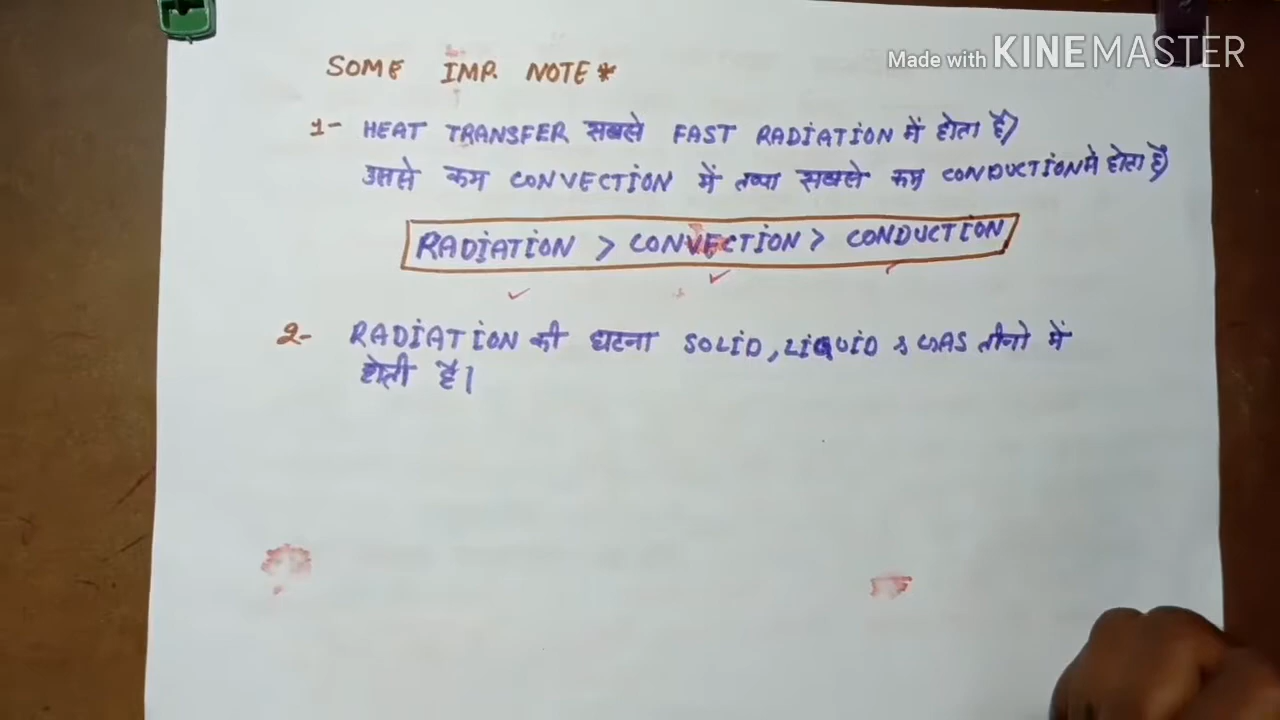 Made with KINEMASTER
SOME IMP. NOTE*
1- HEAT TRANSFER सबसे FAST RADIATION में होता है,
उससे कम CONVECTION में तथा सबसे कम CONDUCTION मे होता है,
RADIATION > CONVECTION > CONDUCTION
2- RADIATION की घटना SOLID, LIQUID & GAS तीनो में
होती है।